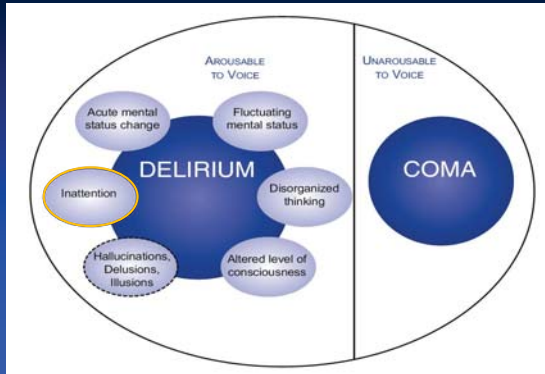 AROUSABLE
TO VOICE
UNAROUSABLE
TO VOICE
Acute mental
status change
Fluctuating
mental status
DELIRIUM
COMA
Inattention
Disorganized
thinking
Hallucinations,
Delusions,
Illusions
Altered level of
consciousness